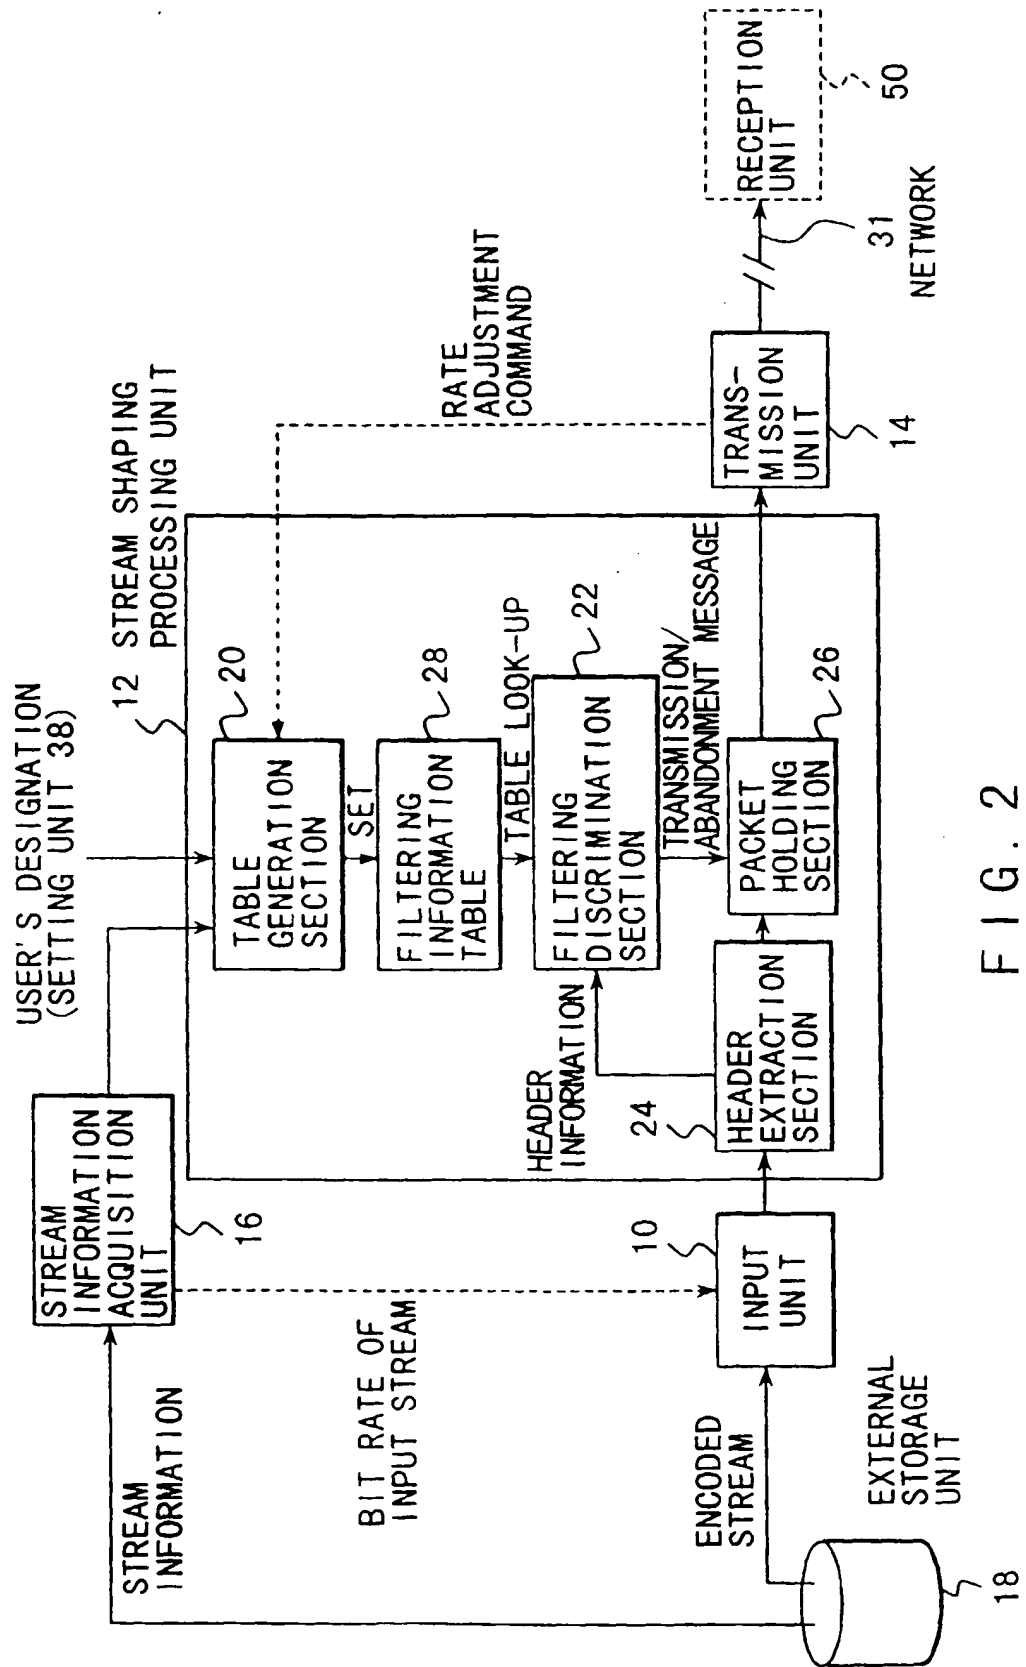 USER'S DESIGNATION
(SETTING UNIT 38)
12 STREAM SHAPING
PROCESSING UNIT
STREAM
INFORMATION
ACQUISITION
UNIT
16
STREAM
INFORMATION
TABLE
GENERATION
SECTION
20
SET
RATE
ADJUSTMENT
COMMAND
BIT RATE OF
INPUT STREAM
FILTERING
INFORMATION
TABLE
28
TABLE LOOK-UP
HEADER
INFORMATION
FILTERING
DISCRIMINATION
SECTION
22
TRANSMISSION/
ABANDONMENT MESSAGE
ENCODED
STREAM
10
INPUT
UNIT
24
HEADER
EXTRACTION
SECTION
PACKET
HOLDING
SECTION
26
TRANS-
MISSION
UNIT
14
31
NETWORK
RECEPTION
UNIT
50
EXTERNAL
STORAGE
UNIT
18
FIG. 2